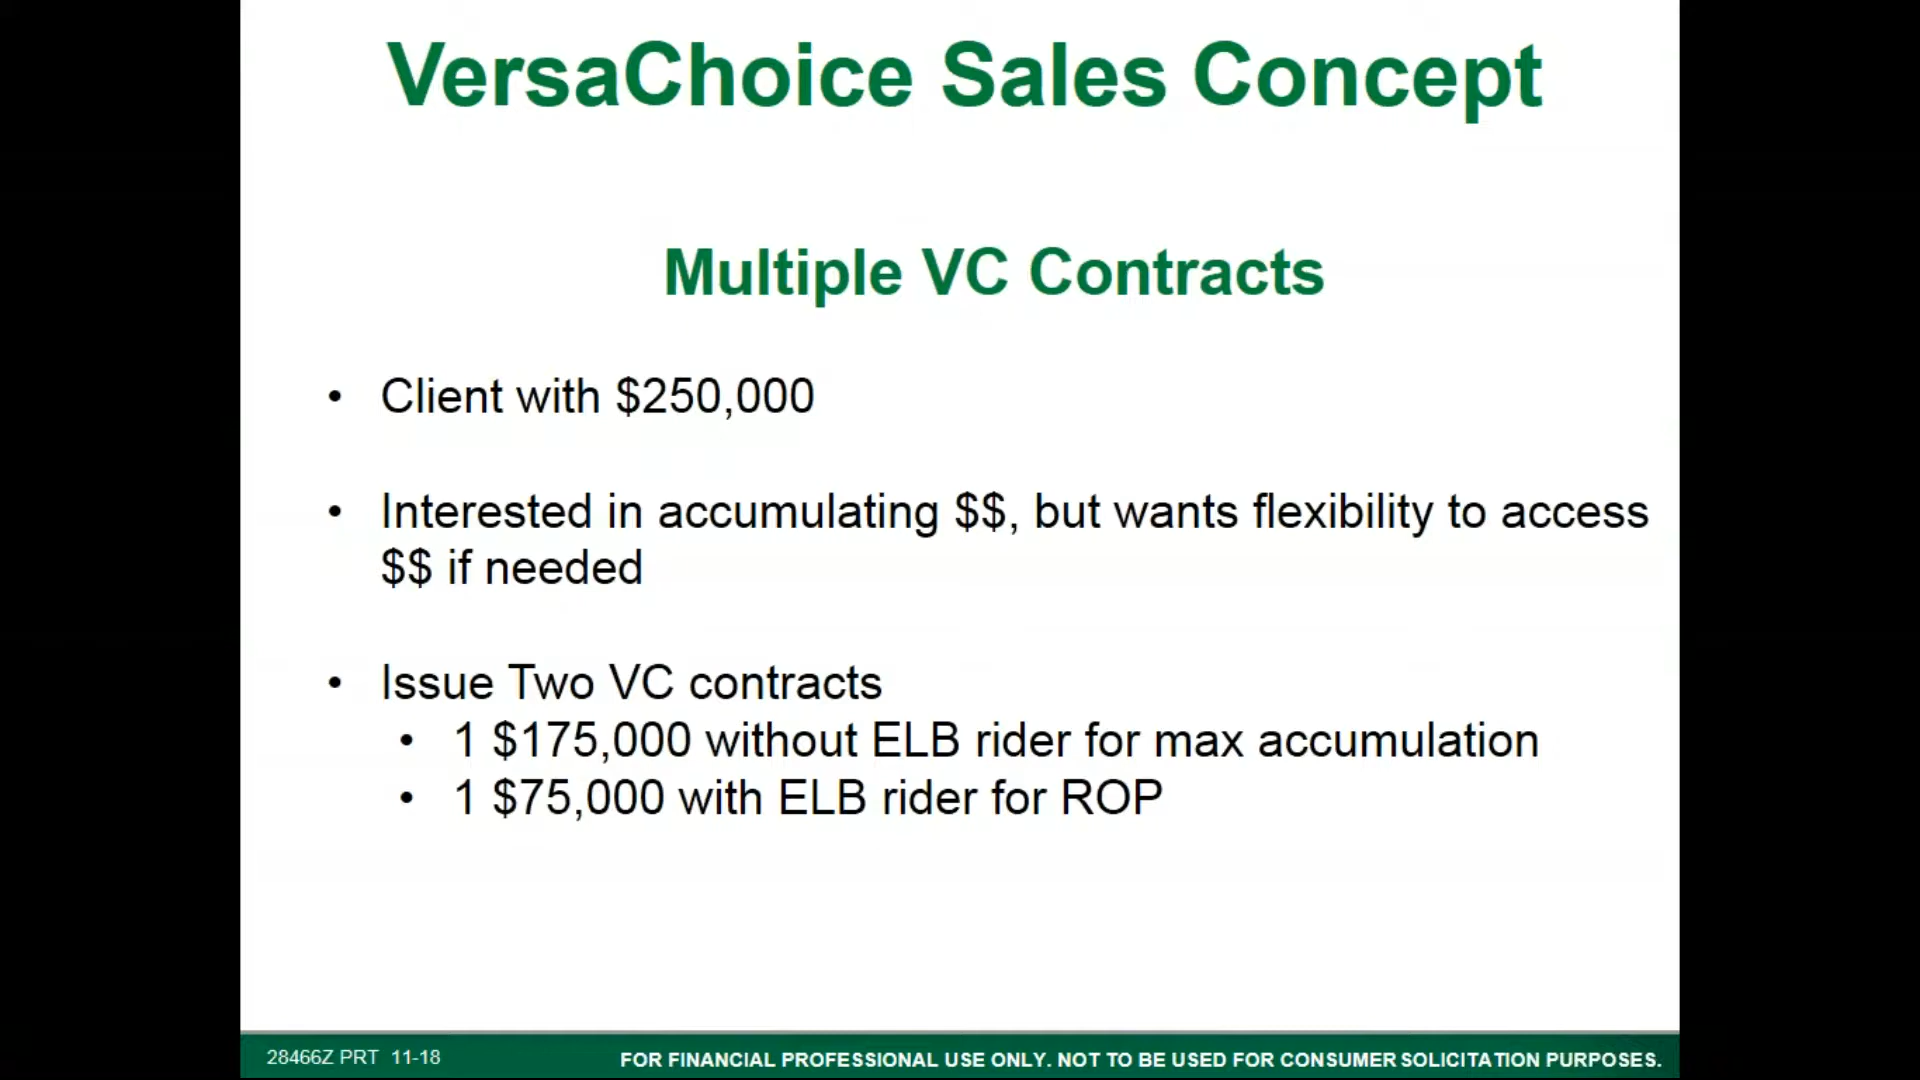 VersaChoice Sales Concept
Multiple VC Contracts
• Client with $250,000
• Interested in accumulating $$, but wants flexibility to access
$$ if needed
• Issue Two VC contracts
• 1 $175,000 without ELB rider for max accumulation
• 1 $75,000 with ELB rider for ROP
28466Z PRT 11-18
FOR FINANCIAL PROFESSIONAL USE ONLY. NOT TO BE USED FOR CONSUMER SOLICITATION PURPOSES.